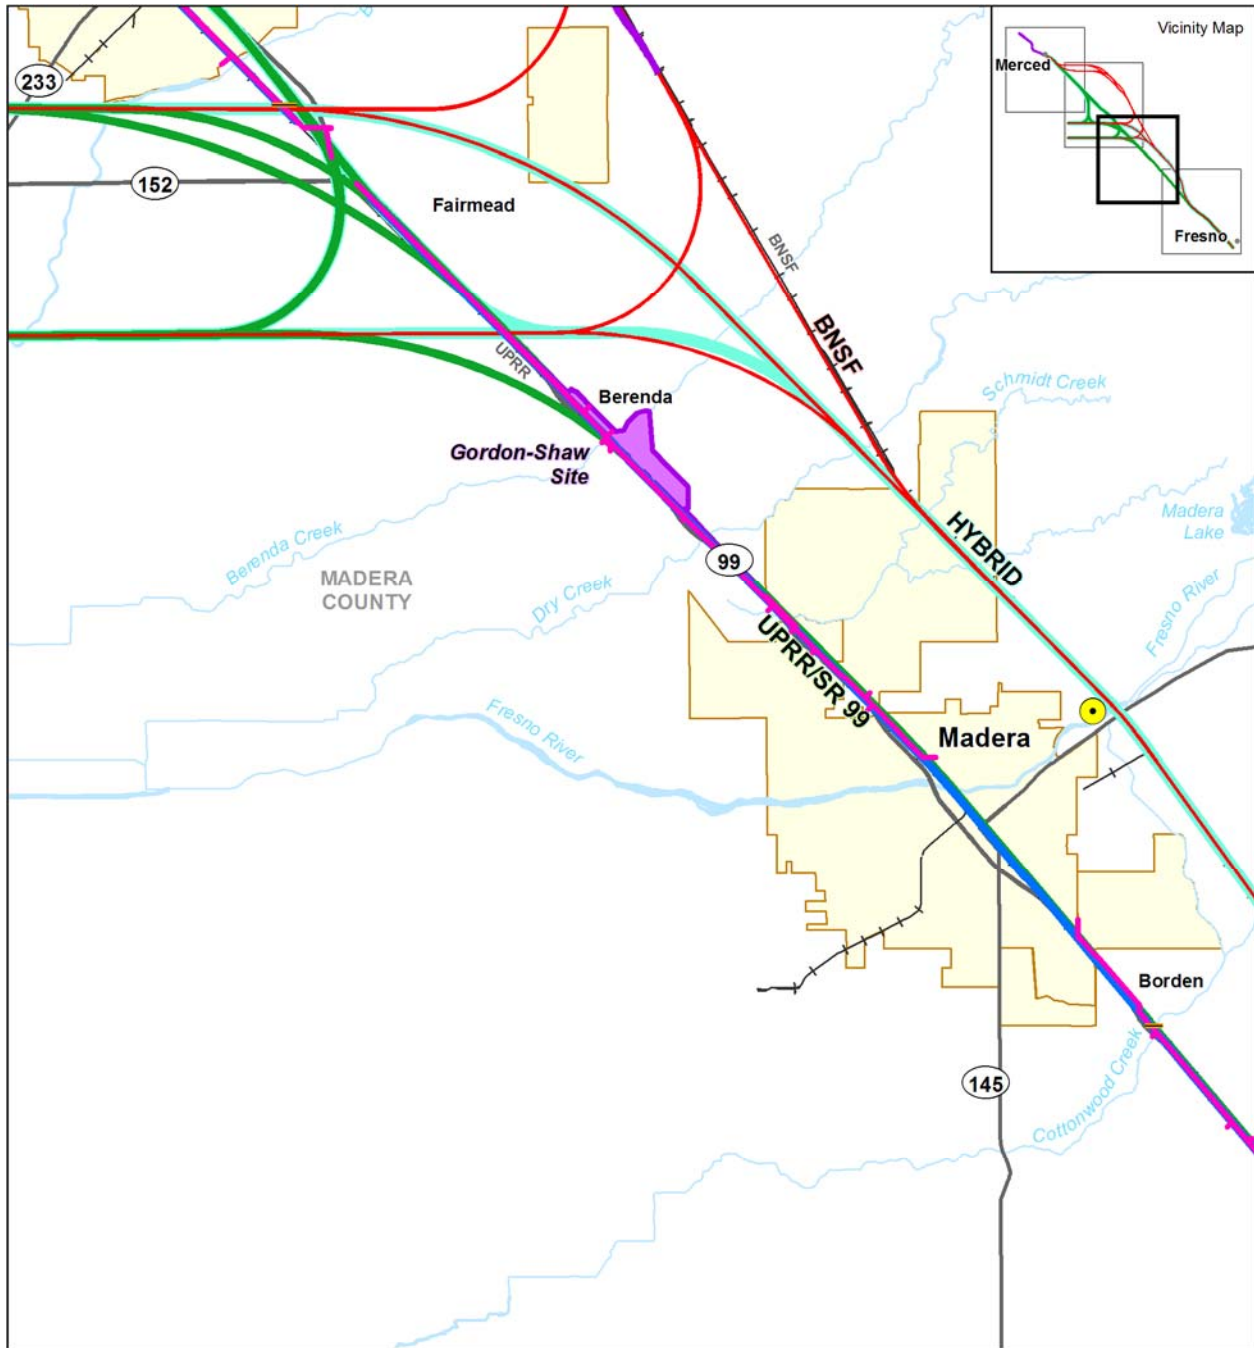 Vicinity Map
Merced
Fresno
233
152
Fairmead
BNSF
BNSF
UPRR
Berenda
Gordon-Shaw
Site
Schmidt Creek
Madera
Lake
HYBRID
99
Berenda Creek
MADERA
COUNTY
Dry Creek
Fresno River
UPRR/SR 99
Fresno River
Madera
Borden
145
Cottonwood Creek